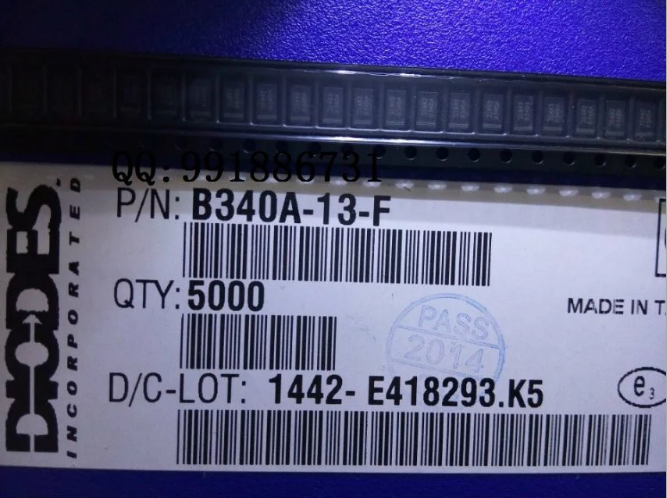 QQ:991886731
P/N: B340A-13-F
QTY: 5000
MADE IN T
PASS
2014
D/C-LOT: 1442- E418293.K5
e3
DIODES
INCORPORATED